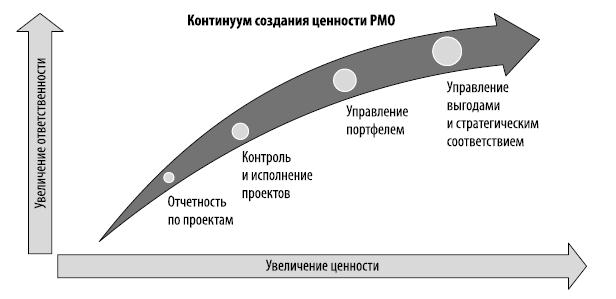 Континуум создания ценности РМО
Увеличение ответственности
Управление
выгодами
и стратегическим
соответствием
Управление
портфелем
Контроль
и исполнение
проектов
Отчетность
по проектам
Увеличение ценности